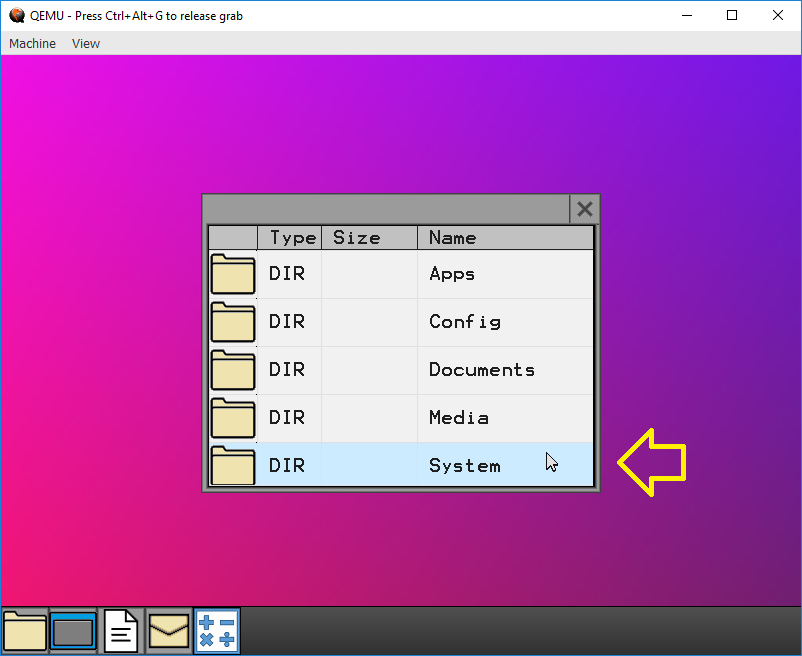 QEMU - Press Ctrl+Alt+G to release grab
Machine View
Type Size Name
DIR Apps
DIR Config
DIR Documents
DIR Media
DIR System